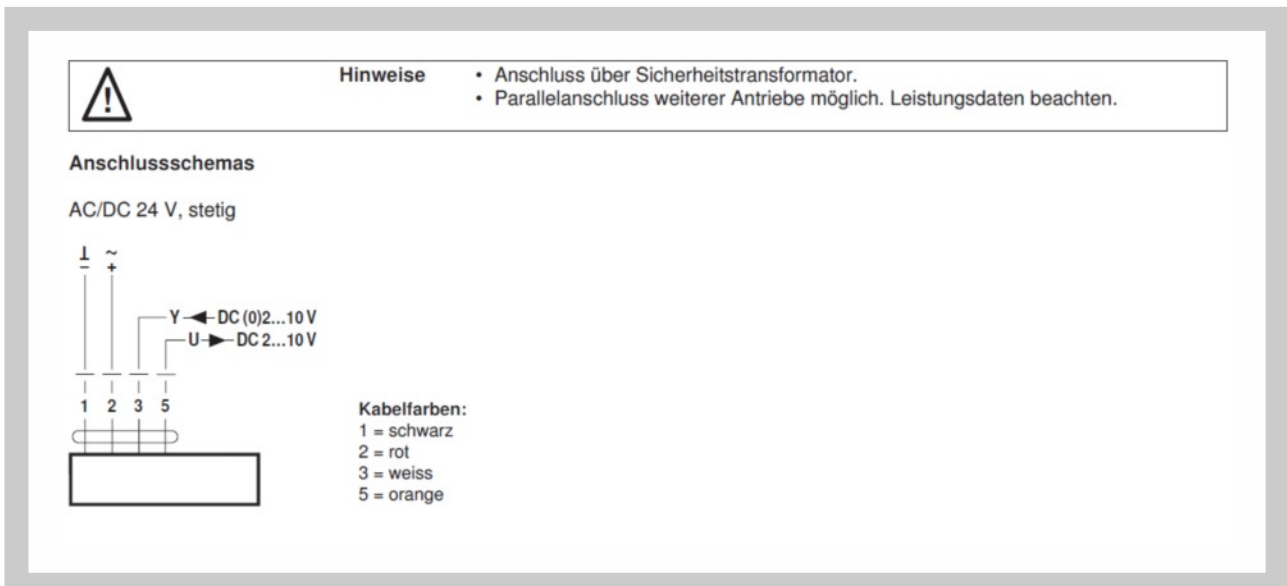 Hinweise
• Anschluss über Sicherheitstransformator.
• Parallelanschluss weiterer Antriebe möglich. Leistungsdaten beachten.
Anschlussschemas
AC/DC 24 V, stetig
⊥ ~
− +
Y DC (0)2...10 V
U DC 2...10 V
1 2 3 5
Kabelfarben:
1 = schwarz
2 = rot
3 = weiss
5 = orange